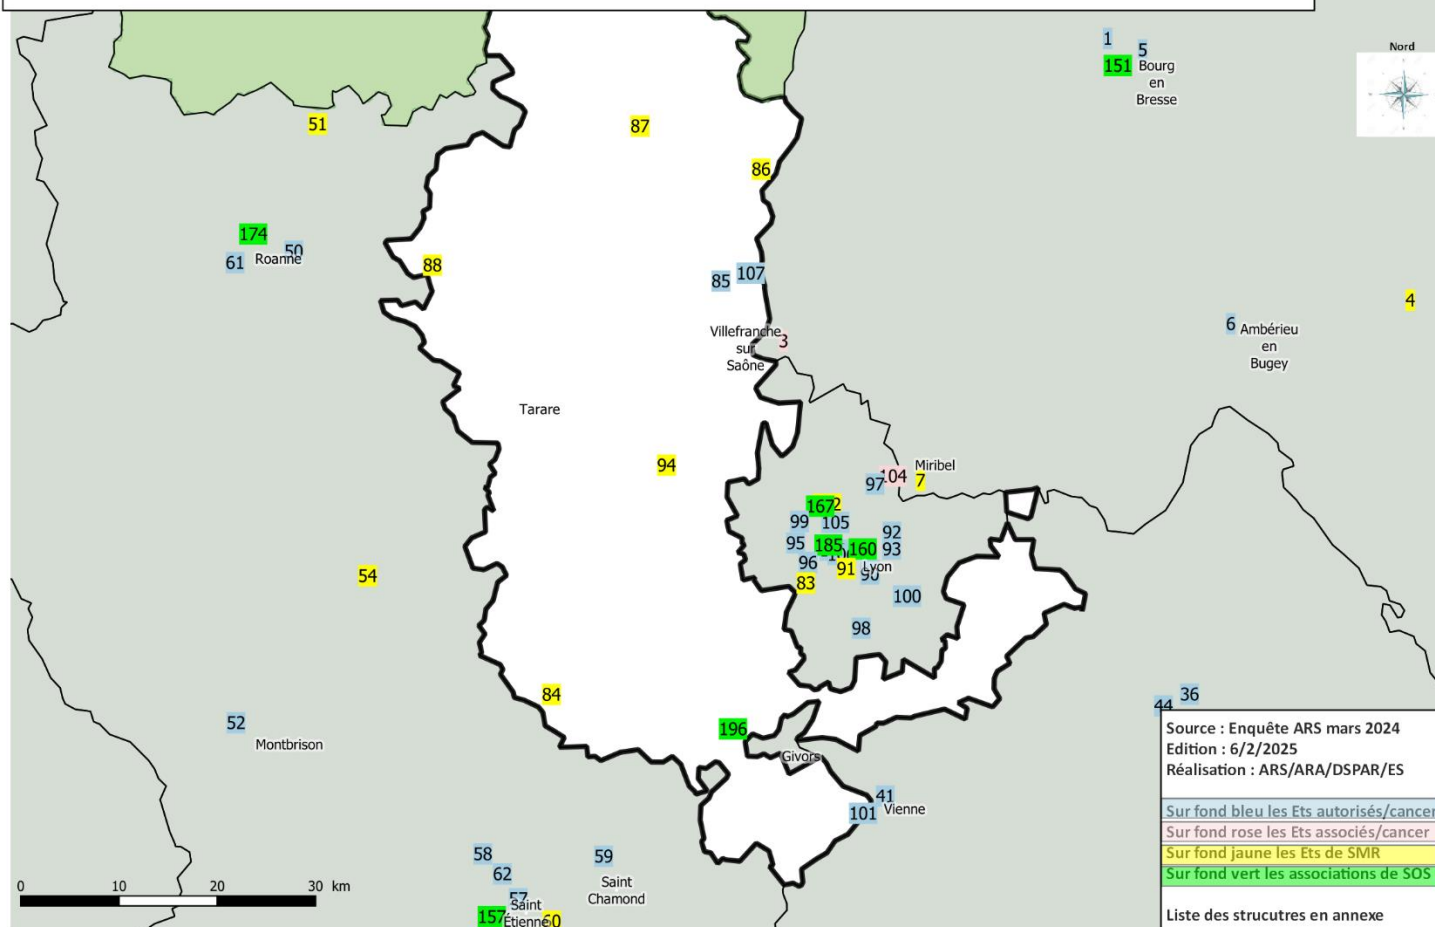 1
5
Nord
151
Bourg
en
Bresse
51
87
86
174
50
61
Roanne
88
85
107
4
6
Ambérieu
en
Bugey
Villefranche
sur
Saône
3
Tarare
94
Miribel
104
97
7
167
2
99
105
92
95
185
160
93
96
91
Lyon
90
83
54
100
98
84
36
44
52
Montbrison
196
Givors
41
101
Vienne
58
59
62
Saint
Chamond
57
Saint
Étienne
157
60
0 10 20 30 km
Source : Enquête ARS mars 2024
Edition : 6/2/2025
Réalisation : ARS/ARA/DSPAR/ES
Sur fond bleu les Ets autorisés/cancer
Sur fond rose les Ets associés/cancer
Sur fond jaune les Ets de SMR
Sur fond vert les associations de SOS
Liste des strucutres en annexe